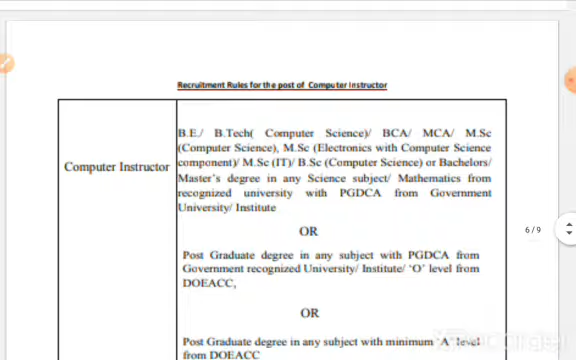 Recruitment Rules for the post of Computer Instructor
B.E/ B.Tech( Computer Science)/ BCA/ MCA/ M.Sc
(Computer Science), M.Sc (Electronics with Computer Science
Computer Instructor
component)/ M.Sc (IT)/ B.Sc (Computer Science) or Bachelors/
Master's degree in any Science subject/ Mathematics from
recognized university with PGDCA from Government
University/ Institute
OR
6/9
Post Graduate degree in any subject with PGDCA from
Government recognized University/ Institute/ 'O' level from
DOEACC,
OR
Post Graduate degree in any subject with minimum 'A' level
from DOEACC